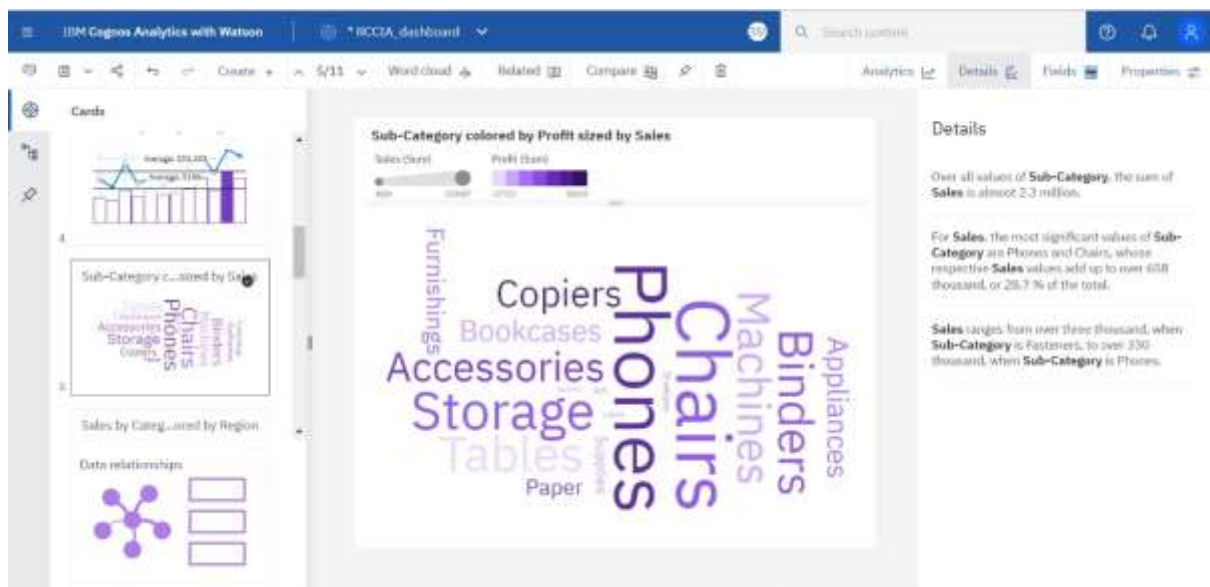 IBM Cognos Analytics with Watson
* RCCIA_dashboard
Search content
Create +
5/11
Word cloud
Related
Compare
Analytics
Details
Fields
Properties
Cards
4
Sub-Category c...sized by Sales
Phones
Chairs
Accessories
Storage
Copiers
5
Sales by Categ...ored by Region
Data relationships
Sub-Category colored by Profit sized by Sales
Sales (Sum)
Profit (Sum)
Furnishings
Copiers
Phones
Chairs
Machines
Binders
Appliances
Bookcases
Accessories
Storage
Tables
Supplies
Paper
Details
Over all values of Sub-Category, the sum of
Sales is almost 2.3 million.
For Sales, the most significant values of Sub-
Category are Phones and Chairs, whose
respective Sales values add up to over 658
thousand, or 28.7 % of the total.
Sales ranges from over three thousand, when
Sub-Category is Fasteners, to over 330
thousand, when Sub-Category is Phones.